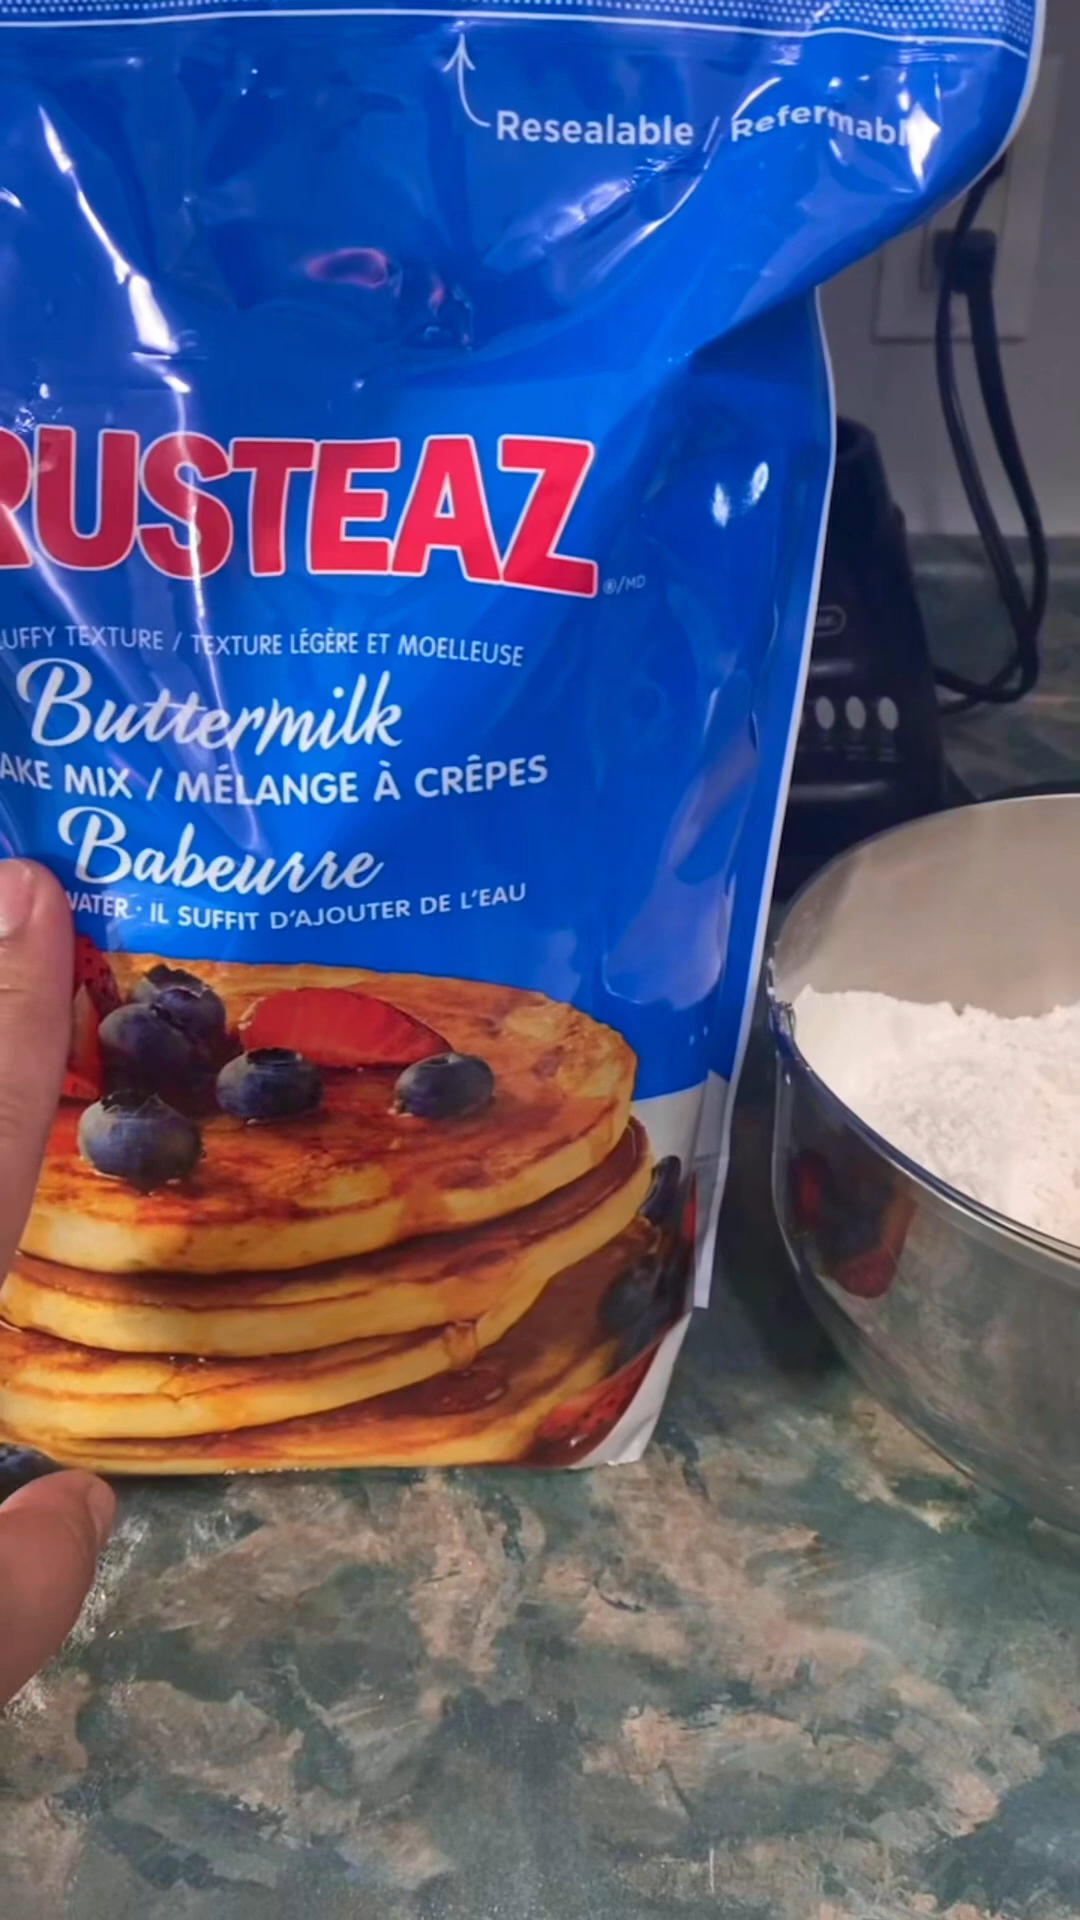 Resealable / Refermabl
RUSTEAZ
®/MD
UFFY TEXTURE / TEXTURE LÉGÈRE ET MOELLEUSE
Buttermilk
AKE MIX / MÉLANGE À CRÊPES
Babeurre
WATER · IL SUFFIT D'AJOUTER DE L'EAU